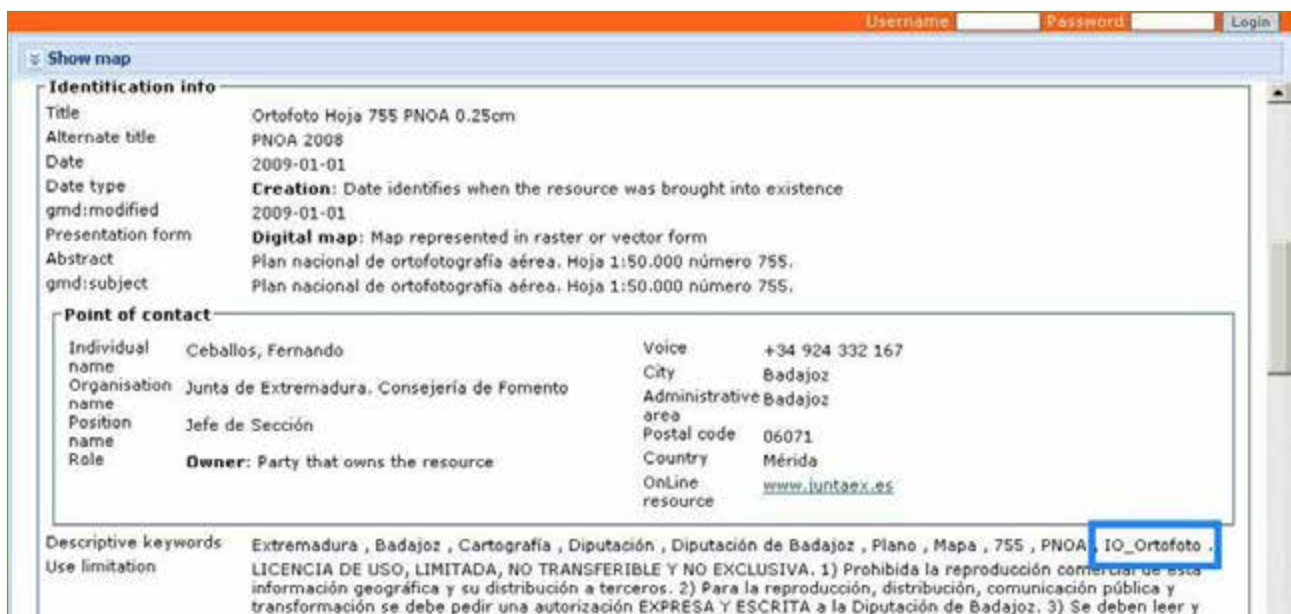 Username Password Login
Show map
Identification info
Title Ortofoto Hoja 755 PNOA 0.25cm
Alternate title PNOA 2008
Date 2009-01-01
Date type Creation: Date identifies when the resource was brought into existence
gmd:modified 2009-01-01
Presentation form Digital map: Map represented in raster or vector form
Abstract Plan nacional de ortofotografía aérea. Hoja 1:50.000 número 755.
gmd:subject Plan nacional de ortofotografía aérea. Hoja 1:50.000 número 755.
Point of contact
Individual name Ceballos, Fernando
Organisation name Junta de Extremadura. Consejería de Fomento
Position name Jefe de Sección
Role Owner: Party that owns the resource
Voice +34 924 332 167
City Badajoz
Administrative area Badajoz
Postal code 06071
Country Mérida
OnLine resource www.juntaex.es
Descriptive keywords Extremadura , Badajoz , Cartografía , Diputación , Diputación de Badajoz , Plano , Mapa , 755 , PNOA , IO_Ortofoto .
Use limitation LICENCIA DE USO, LIMITADA, NO TRANSFERIBLE Y NO EXCLUSIVA. 1) Prohibida la reproducción comercial de esta
información geográfica y su distribución a terceros. 2) Para la reproducción, distribución, comunicación pública y
transformación se debe pedir una autorización EXPRESA Y ESCRITA a la Diputación de Badajoz. 3) Se deben leer y